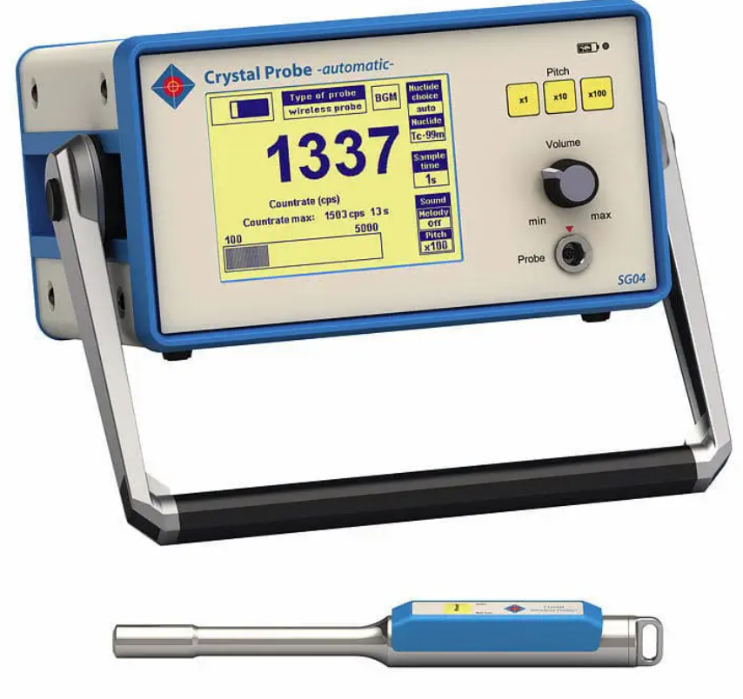 Crystal Probe -automatic-
Type of probe
wireless probe
BGM
Nuclide
choice
auto
Nuclide
Tc-99m
1337
Sample
time
1s
Countrate (cps)
Countrate max: 1503 cps 13 s
100
5000
Sound
Melody
off
Pitch
x100
Pitch
x1
x10
x100
Volume
min
max
Probe
SG04